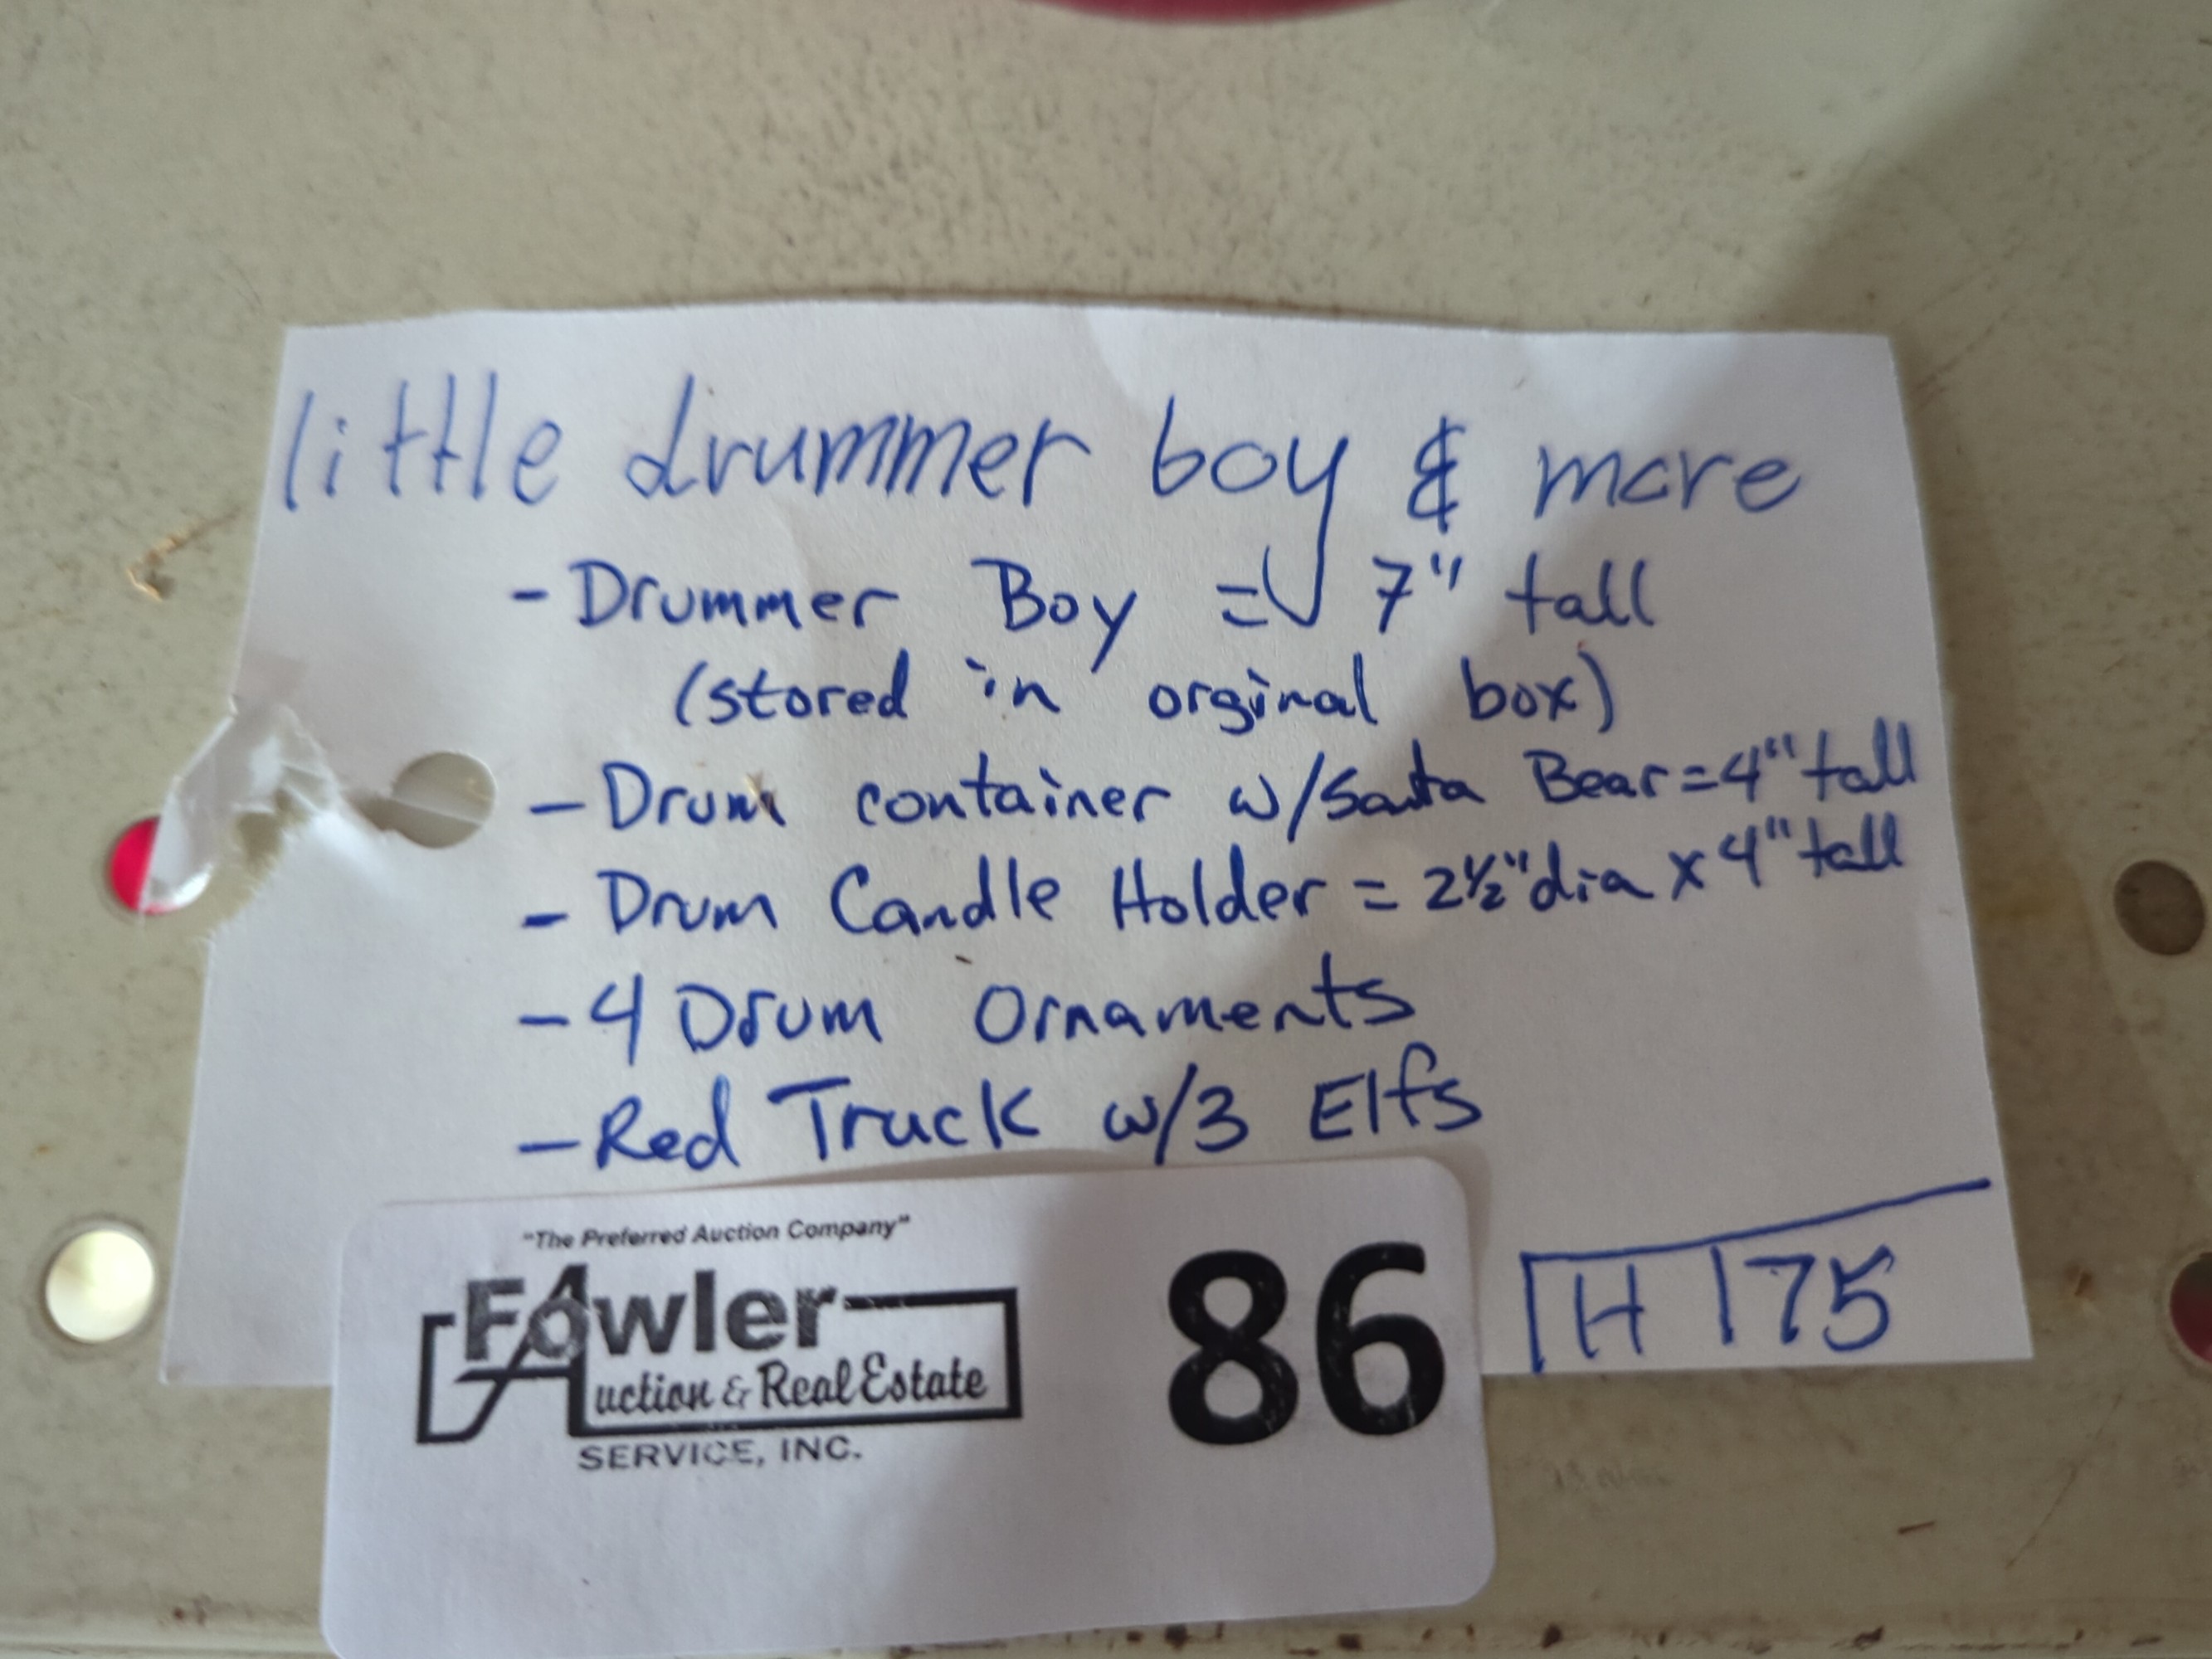 little drummer boy & more
- Drummer Boy = 7" tall
(stored in orginal box)
- Drum container w/Santa Bear = 4" tall
- Drum Candle Holder = 2½" dia x 4" tall
- 4 Drum Ornaments
- Red Truck w/3 Elfs
"The Preferred Auction Company"
Fowler
Auction & Real Estate
SERVICE, INC.
86
H 175